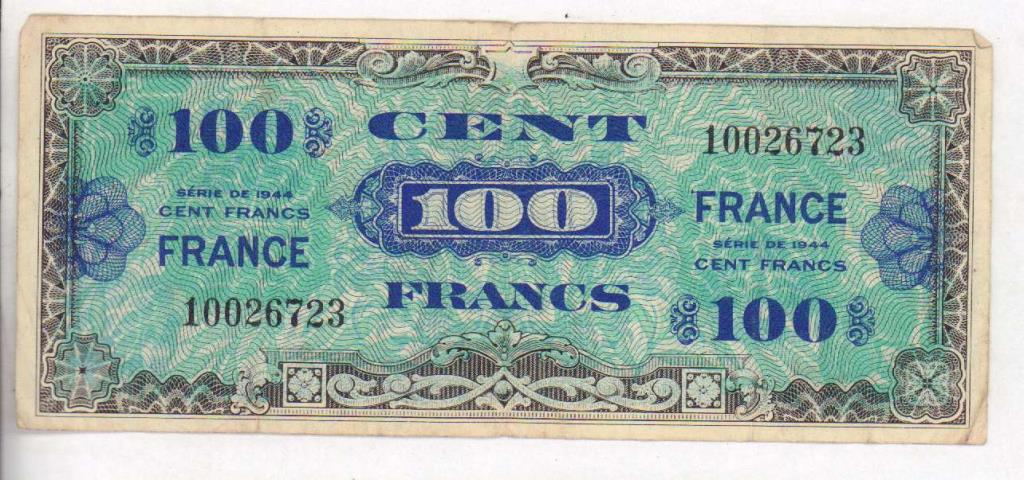 100 CENT 10026723
SÉRIE DE 1944
CENT FRANCS
FRANCE
100
FRANCE
SÉRIE DE 1944
CENT FRANCS
10026723 FRANCS 100